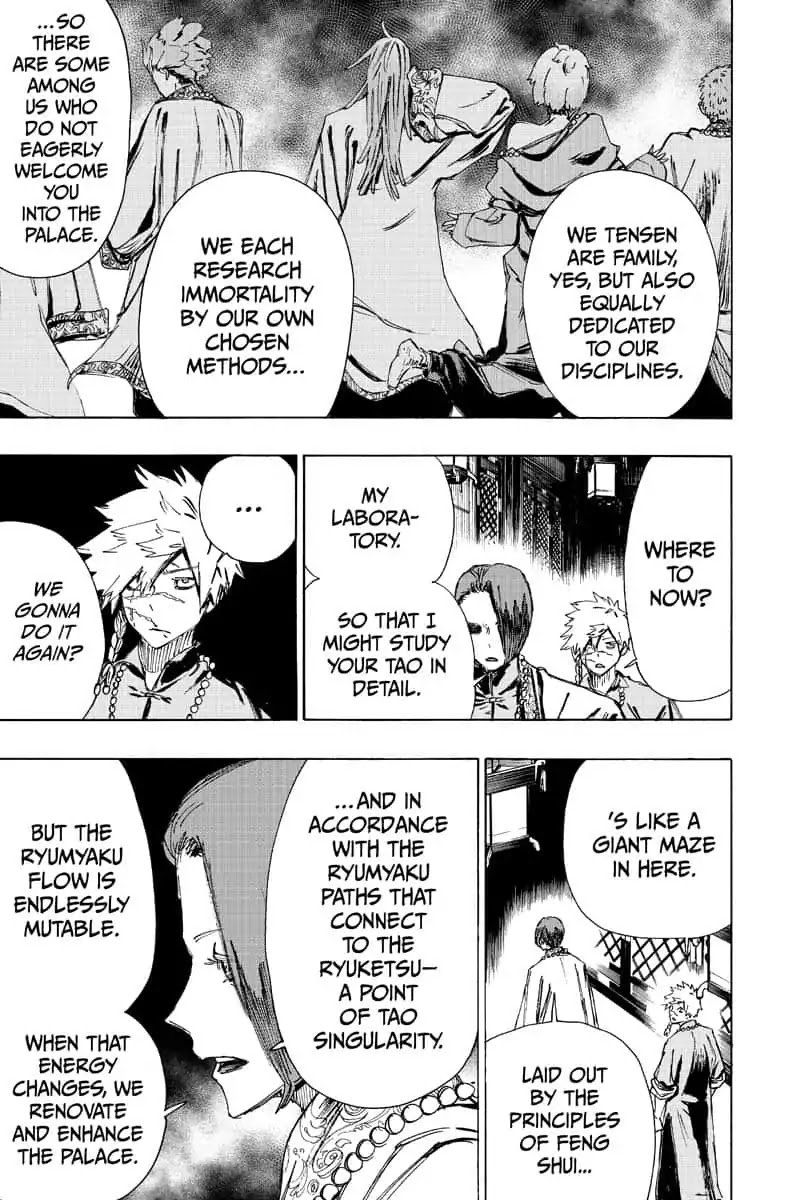 WE TENSEN
ARE FAMILY,
YES, BUT ALSO
EQUALLY
DEDICATED
TO OUR
DISCIPLINES.
WE EACH
RESEARCH
IMMORTALITY
BY OUR OWN
CHOSEN
METHODS...
...SO
THERE
ARE SOME
AMONG
US WHO
DO NOT
EAGERLY
WELCOME
YOU
INTO THE
PALACE.
WHERE
TO
NOW?
MY
LABORA-
TORY.
SO THAT I
MIGHT STUDY
YOUR TAO IN
DETAIL.
...
WE
GONNA
DO IT
AGAIN?
'S LIKE A
GIANT MAZE
IN HERE.
LAID OUT
BY THE
PRINCIPLES
OF FENG
SHUI...
...AND IN
ACCORDANCE
WITH THE
RYUMYAKU
PATHS THAT
CONNECT
TO THE
RYUKETSU—
A POINT
OF TAO
SINGULARITY.
BUT THE
RYUMYAKU
FLOW IS
ENDLESSLY
MUTABLE.
WHEN THAT
ENERGY
CHANGES, WE
RENOVATE
AND ENHANCE
THE PALACE.